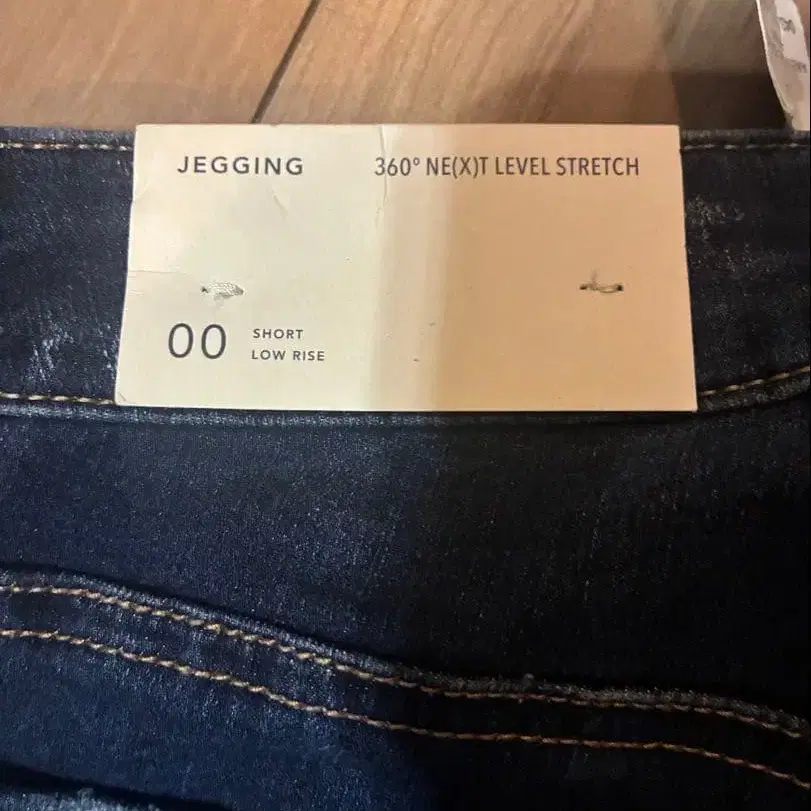 JEGGING 360° NE(X)T LEVEL STRETCH
00 SHORT
LOW RISE